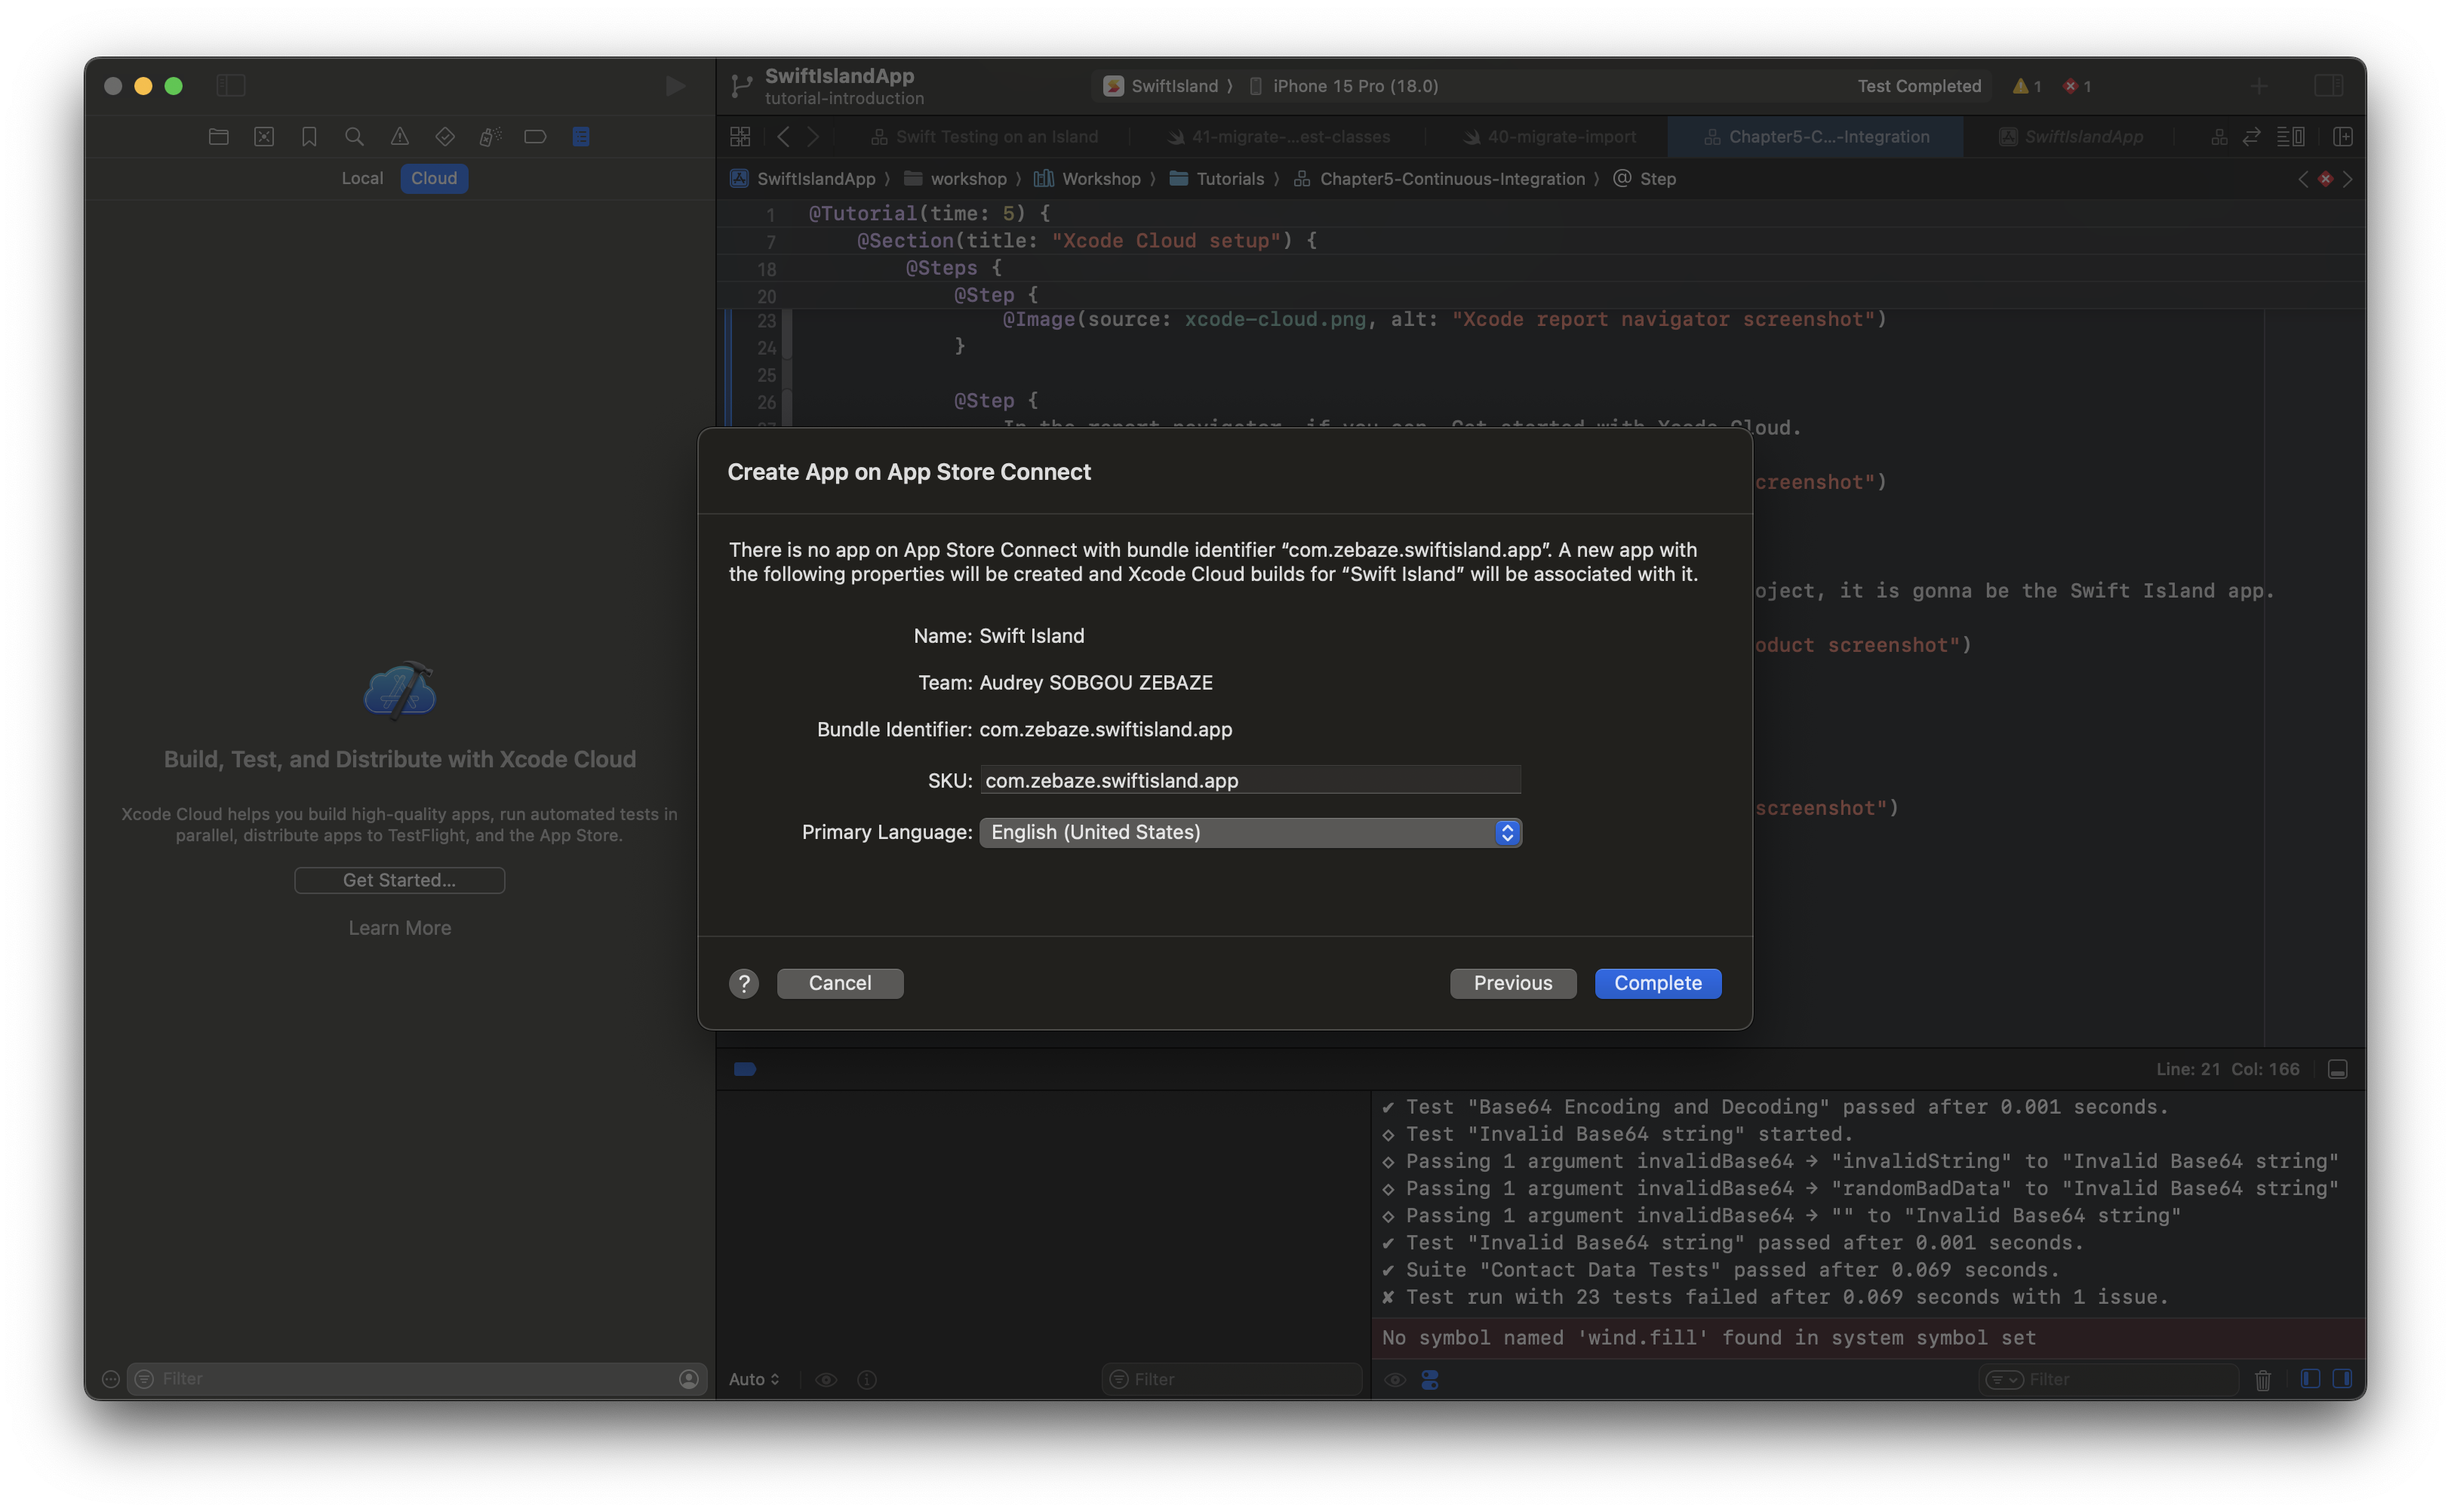 SwiftIslandApp
tutorial-introduction
SwiftIsland 〉 iPhone 15 Pro (18.0)
Test Completed
1
1
Swift Testing on an Island
41-migrate-...est-classes
40-migrate-import
Chapter5-C...-Integration
SwiftIslandApp
Local
Cloud
SwiftIslandApp 〉 workshop 〉 Workshop 〉 Tutorials 〉 Chapter5-Continuous-Integration 〉 @ Step
1 @Tutorial(time: 5) {
7 @Section(title: "Xcode Cloud setup") {
18 @Steps {
20 @Step {
23 @Image(source: xcode-cloud.png, alt: "Xcode report navigator screenshot")
24 }
25
26 @Step {
Cloud.
creenshot")
oject, it is gonna be the Swift Island app.
oduct screenshot")
screenshot")
Build, Test, and Distribute with Xcode Cloud
Xcode Cloud helps you build high-quality apps, run automated tests in
parallel, distribute apps to TestFlight, and the App Store.
Get Started...
Learn More
Create App on App Store Connect
There is no app on App Store Connect with bundle identifier “com.zebaze.swiftisland.app”. A new app with
the following properties will be created and Xcode Cloud builds for “Swift Island” will be associated with it.
Name: Swift Island
Team: Audrey SOBGOU ZEBAZE
Bundle Identifier: com.zebaze.swiftisland.app
SKU: com.zebaze.swiftisland.app
Primary Language: English (United States)
?
Cancel
Previous
Complete
Line: 21 Col: 166
✔ Test "Base64 Encoding and Decoding" passed after 0.001 seconds.
◇ Test "Invalid Base64 string" started.
◇ Passing 1 argument invalidBase64 → "invalidString" to "Invalid Base64 string"
◇ Passing 1 argument invalidBase64 → "randomBadData" to "Invalid Base64 string"
◇ Passing 1 argument invalidBase64 → "" to "Invalid Base64 string"
✔ Test "Invalid Base64 string" passed after 0.001 seconds.
✔ Suite "Contact Data Tests" passed after 0.069 seconds.
✘ Test run with 23 tests failed after 0.069 seconds with 1 issue.
No symbol named 'wind.fill' found in system symbol set
Filter
Auto
Filter
Filter